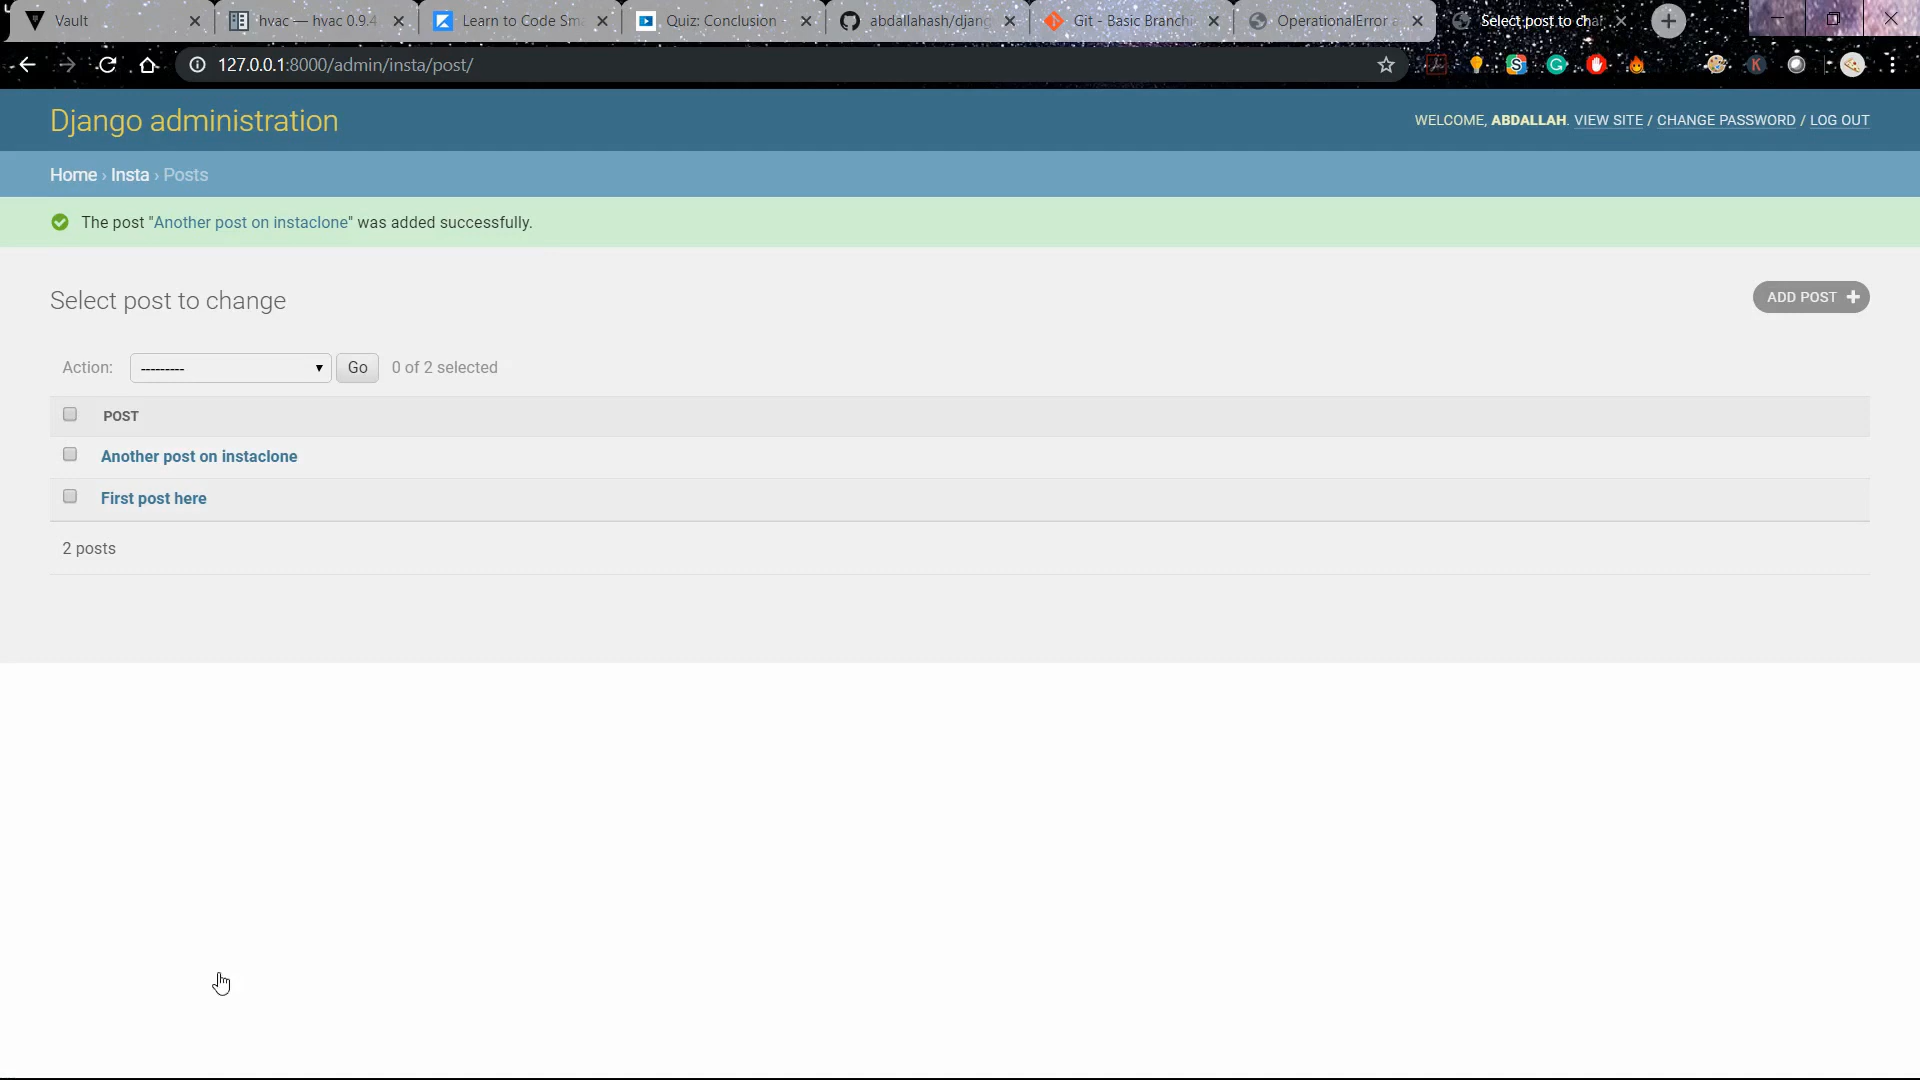 Vault
hvac — hvac 0.9.4
Learn to Code Sm
Quiz: Conclusion
abdallahash/djang
Git - Basic Branchi
OperationalError a
Select post to cha
127.0.0.1:8000/admin/insta/post/
Django administration
WELCOME, ABDALLAH. VIEW SITE / CHANGE PASSWORD / LOG OUT
Home › Insta › Posts
The post "Another post on instaclone" was added successfully.
Select post to change
ADD POST +
Action: --------- Go 0 of 2 selected
POST
Another post on instaclone
First post here
2 posts